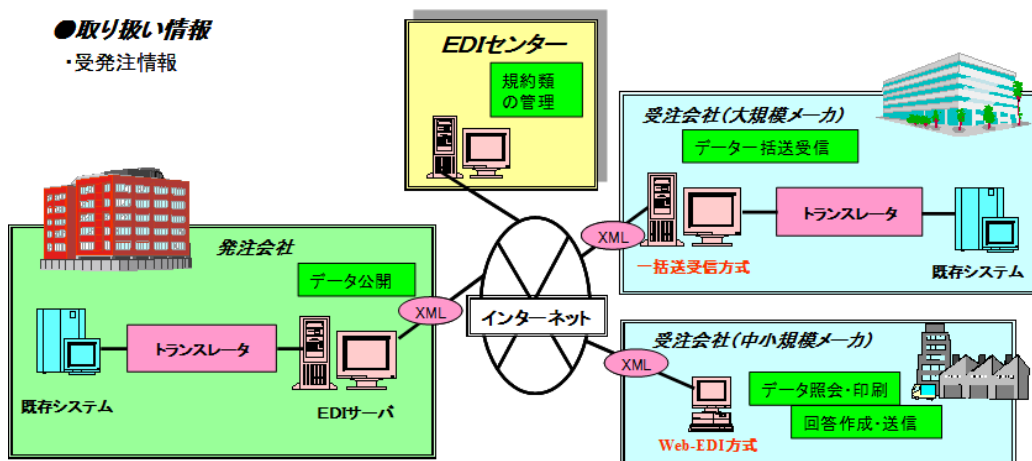 ●取り扱い情報
・受発注情報
EDIセンター
規約類
の管理
受注会社(大規模メーカ)
データ一括送受信
XML
トランスレータ
一括送受信方式
既存システム
発注会社
データ公開
XML
トランスレータ
既存システム
EDIサーバ
インターネット
受注会社(中小規模メーカ)
XML
データ照会・印刷
回答作成・送信
Web-EDI方式